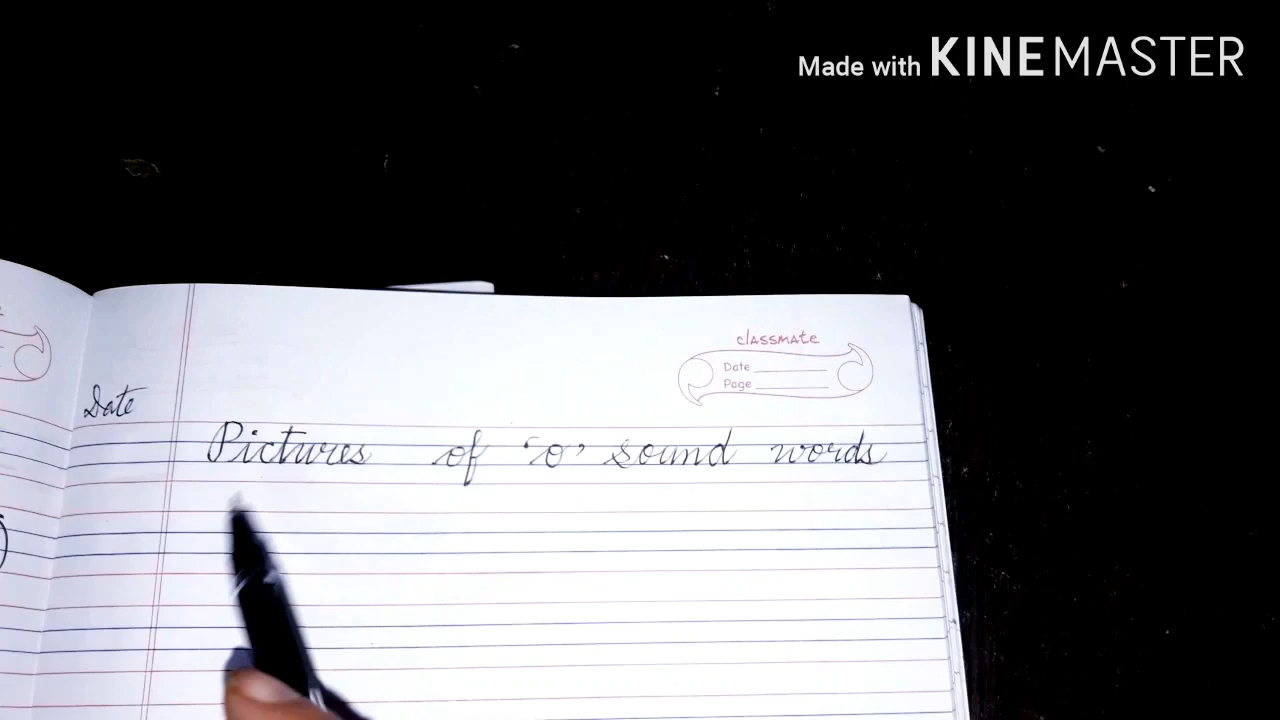 Made with KINEMASTER
classmate
Date
Page
Date
Pictures of 'o' sound words